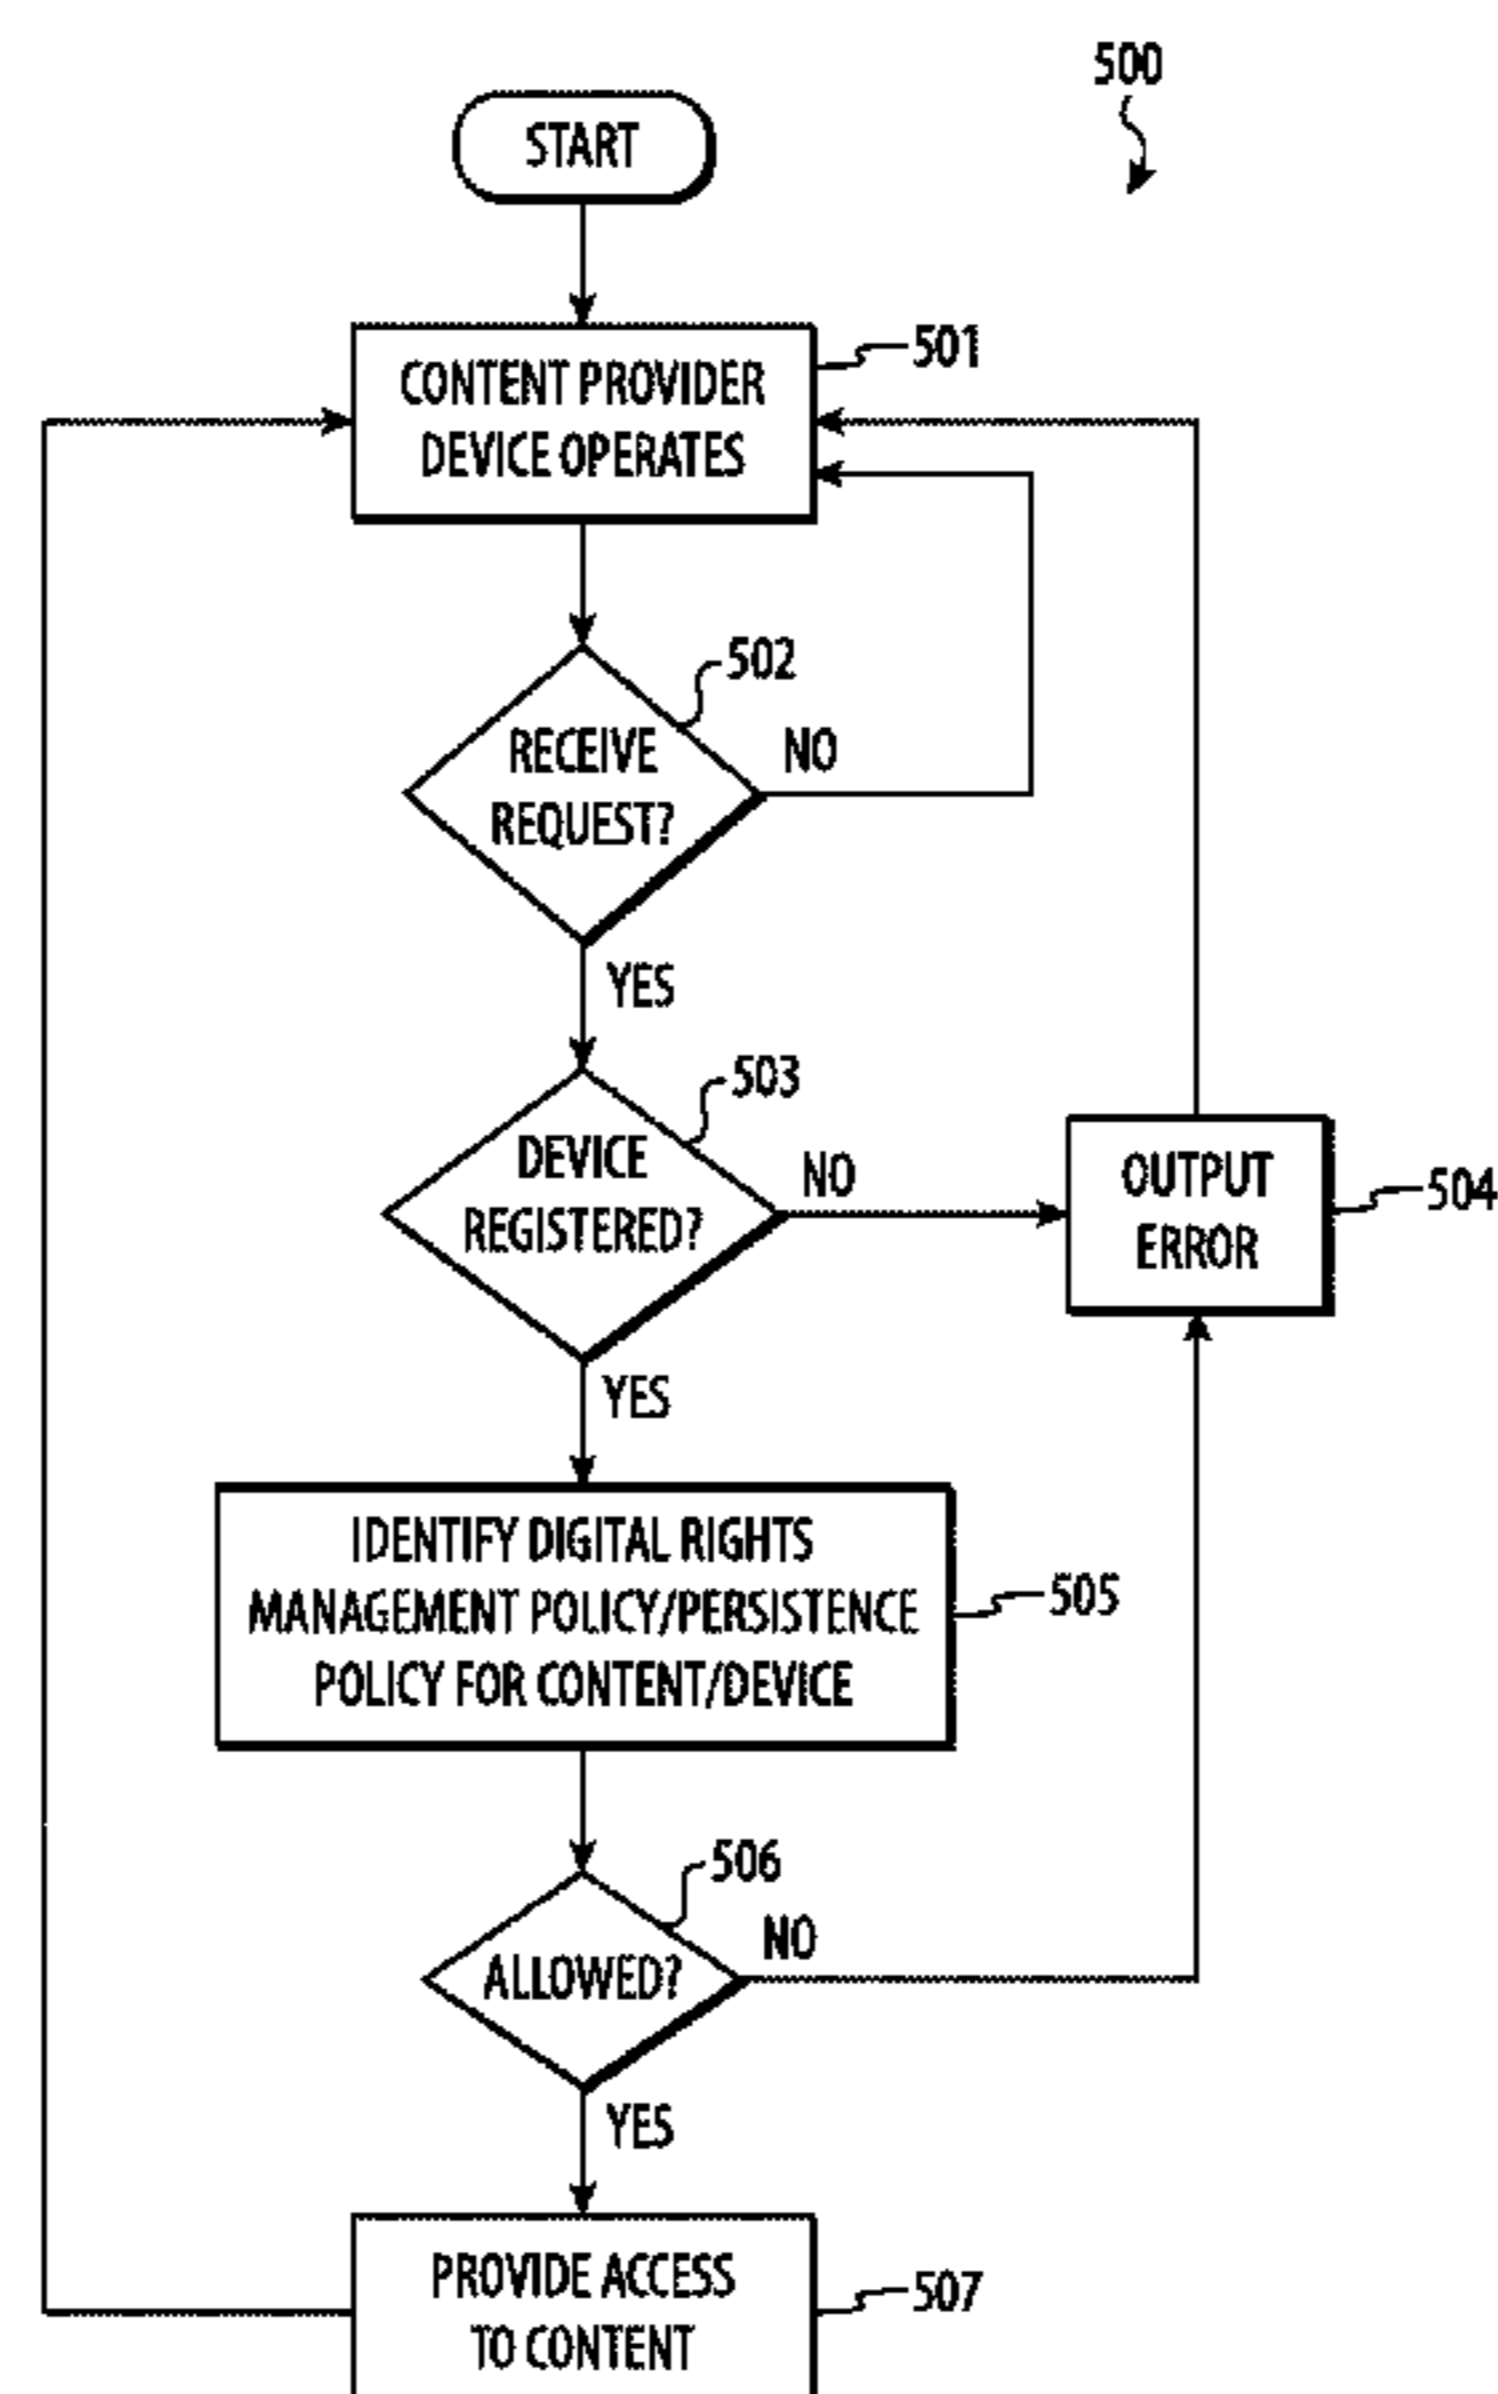 500
START
CONTENT PROVIDER
DEVICE OPERATES
501
502
RECEIVE
REQUEST?
NO
YES
503
DEVICE
REGISTERED?
NO
OUTPUT
ERROR
504
YES
IDENTIFY DIGITAL RIGHTS
MANAGEMENT POLICY/PERSISTENCE
POLICY FOR CONTENT/DEVICE
505
506
ALLOWED?
NO
YES
PROVIDE ACCESS
TO CONTENT
507